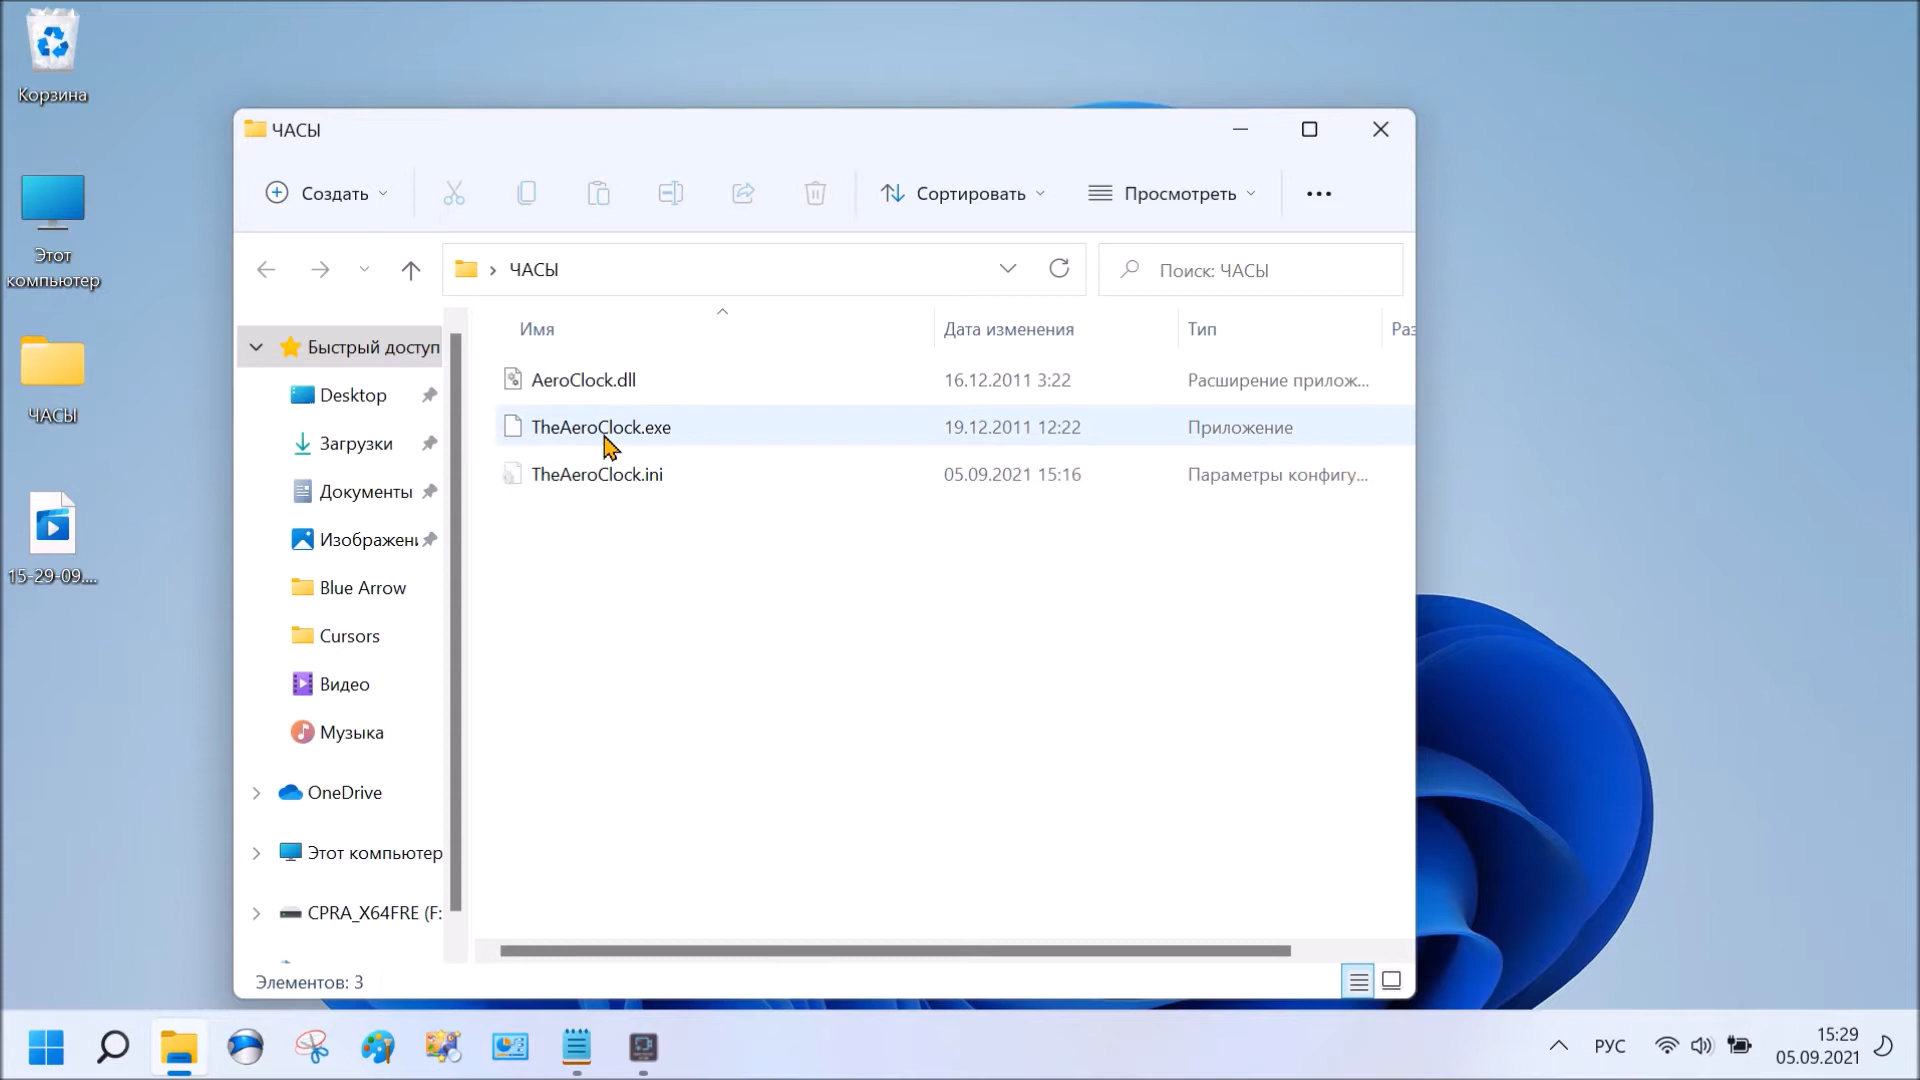 Корзина
Этот
компьютер
ЧАСЫ
15-29-09....
ЧАСЫ
Создать
Сортировать
Просмотреть
ЧАСЫ
Поиск: ЧАСЫ
Имя
Дата изменения
Тип
Раз
AeroClock.dll
16.12.2011 3:22
Расширение прилож...
TheAeroClock.exe
19.12.2011 12:22
Приложение
TheAeroClock.ini
05.09.2021 15:16
Параметры конфигу...
Быстрый доступ
Desktop
Загрузки
Документы
Изображени
Blue Arrow
Cursors
Видео
Музыка
OneDrive
Этот компьютер
CPRA_X64FRE (F:
Элементов: 3
РУС
15:29
05.09.2021